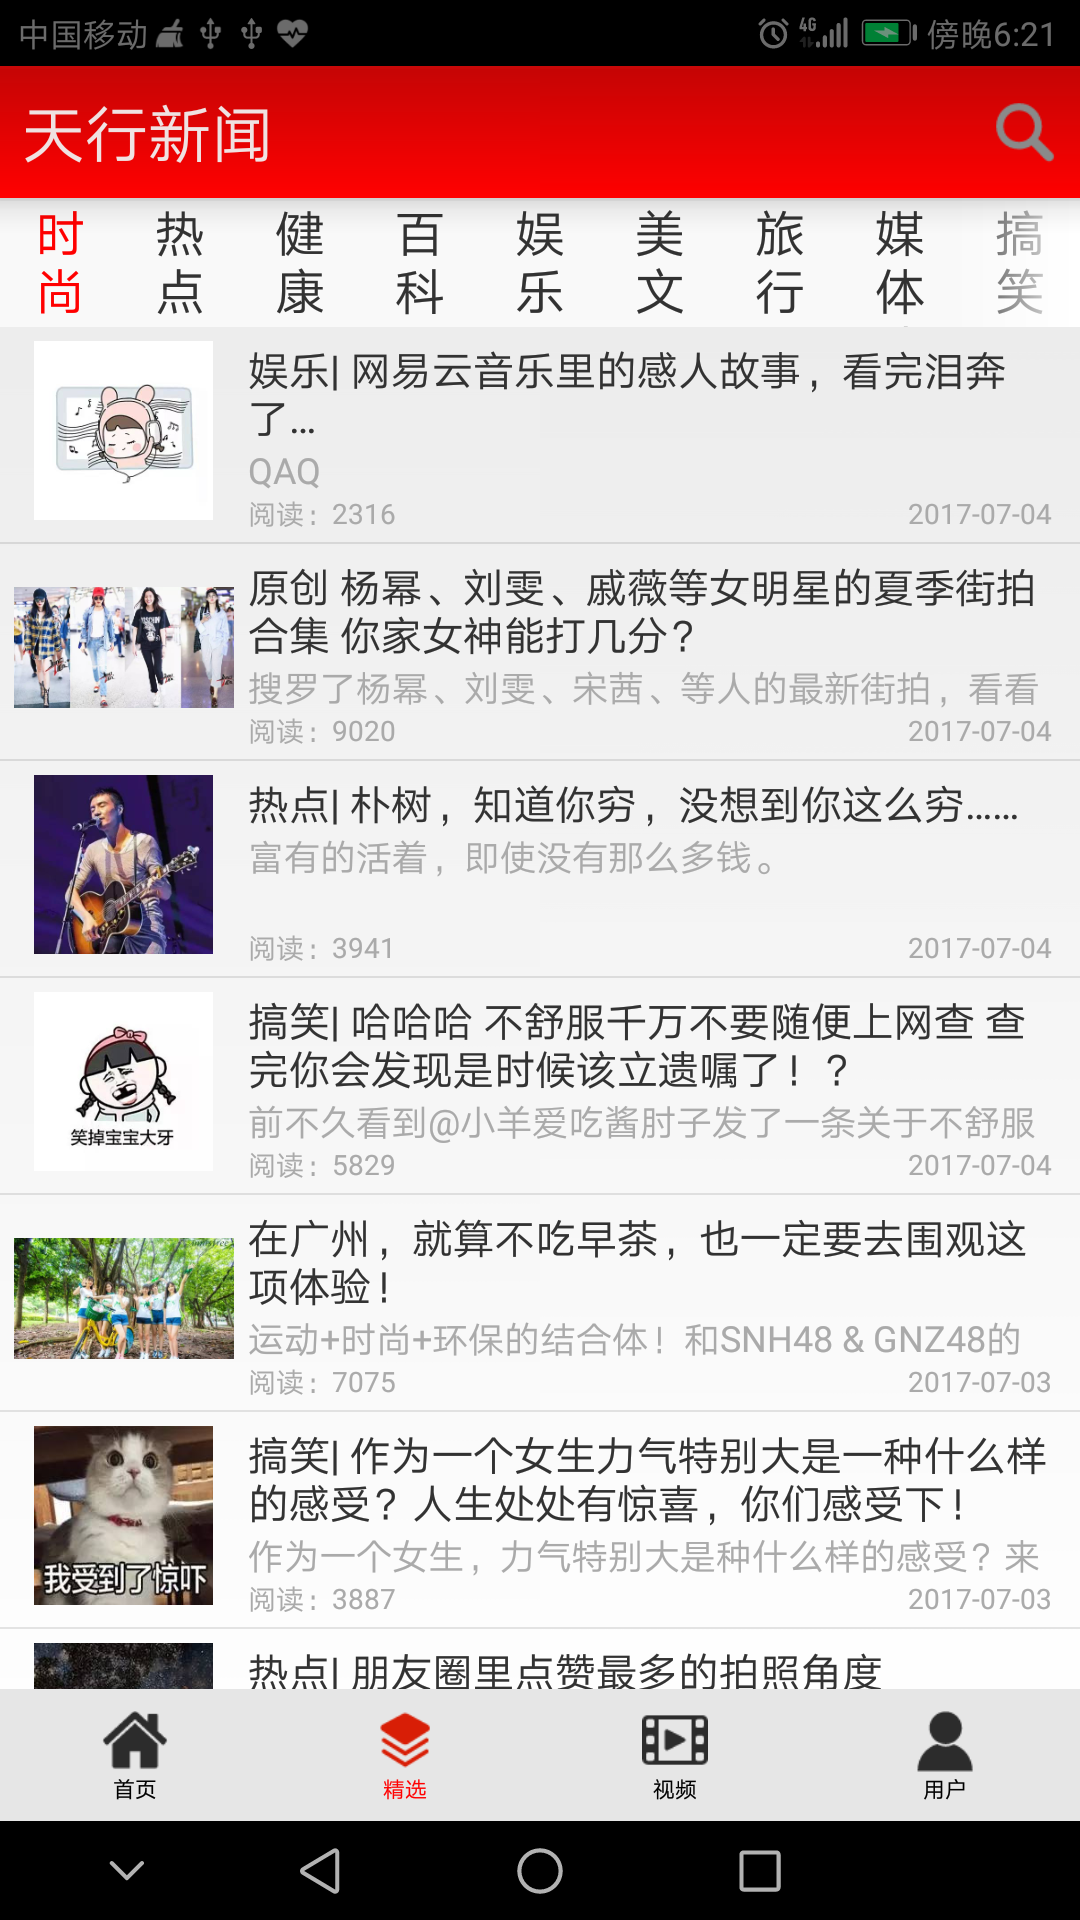 中国移动
4G
傍晚6:21
天行新闻
时尚 热点 健康 百科 娱乐 美文 旅行 媒体 搞笑
娱乐| 网易云音乐里的感人故事，看完泪奔
了...
QAQ
阅读：2316 2017-07-04
原创 杨幂、刘雯、戚薇等女明星的夏季街拍
合集 你家女神能打几分？
搜罗了杨幂、刘雯、宋茜、等人的最新街拍，看看
阅读：9020 2017-07-04
热点| 朴树，知道你穷，没想到你这么穷......
富有的活着，即使没有那么多钱。
阅读：3941 2017-07-04
笑掉宝宝大牙
搞笑| 哈哈哈 不舒服千万不要随便上网查 查
完你会发现是时候该立遗嘱了！？
前不久看到@小羊爱吃酱肘子发了一条关于不舒服
阅读：5829 2017-07-04
在广州，就算不吃早茶，也一定要去围观这
项体验！
运动+时尚+环保的结合体！和SNH48 & GNZ48的
阅读：7075 2017-07-03
我受到了惊吓
搞笑| 作为一个女生力气特别大是一种什么样
的感受？人生处处有惊喜，你们感受下！
作为一个女生，力气特别大是种什么样的感受？来
阅读：3887 2017-07-03
热点| 朋友圈里点赞最多的拍照角度
首页 精选 视频 用户